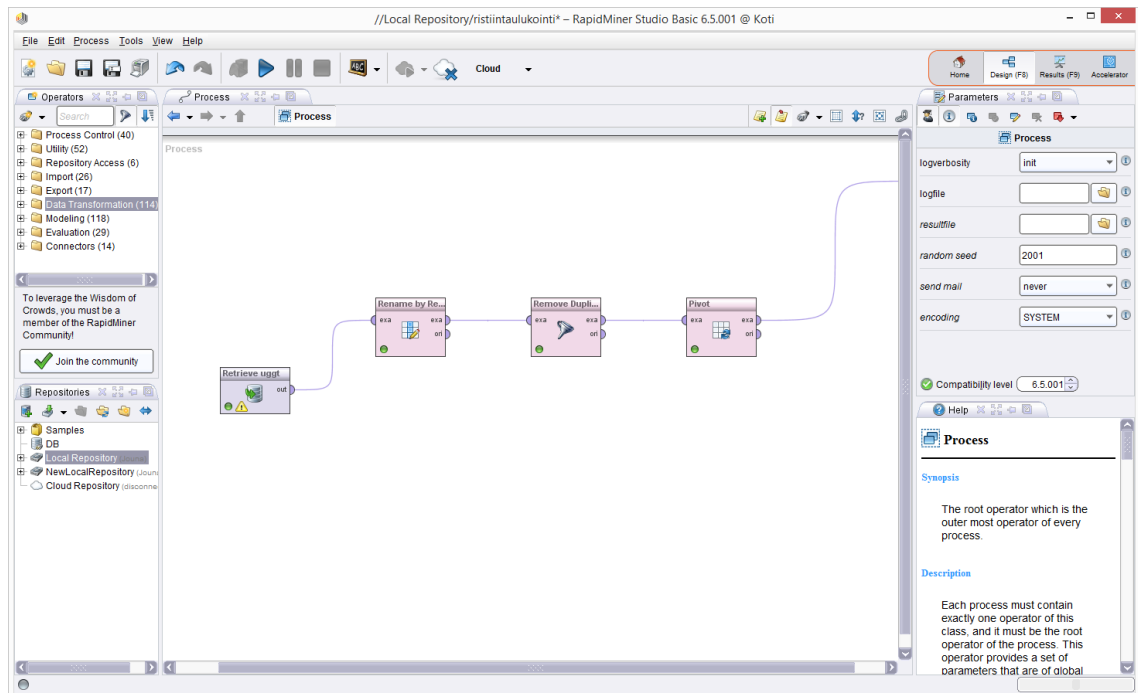 //Local Repository/ristiintaulukointi* – RapidMiner Studio Basic 6.5.001 @ Koti
File Edit Process Tools View Help
ABC
Cloud
Home
Design (F8)
Results (F9)
Accelerator
Operators
Search
Process Control (40)
Utility (52)
Repository Access (6)
Import (26)
Export (17)
Data Transformation (114)
Modeling (118)
Evaluation (29)
Connectors (14)
To leverage the Wisdom of
Crowds, you must be a
member of the RapidMiner
Community!
Join the community
Repositories
Samples
DB
Local Repository
NewLocalRepository (Joun
Cloud Repository (disconne
Process
Process
Process
Retrieve uggt
out
Rename by Re...
exa exa
ori
Remove Dupli...
exa exa
ori
Pivot
exa exa
ori
Parameters
Process
logverbosity init
logfile
resultfile
random seed 2001
send mail never
encoding SYSTEM
Compatibility level 6.5.001
Help
Process
Synopsis
The root operator which is the
outer most operator of every
process.
Description
Each process must contain
exactly one operator of this
class, and it must be the root
operator of the process. This
operator provides a set of
parameters that are of global